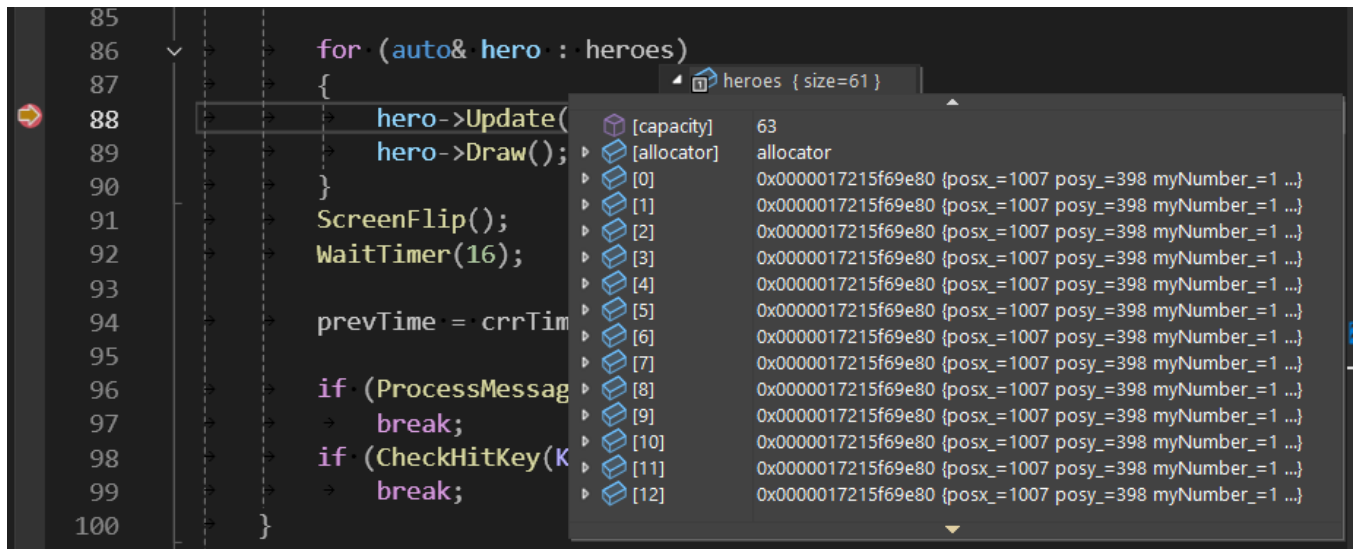 85
86 for (auto& hero : heroes)
87 {
heroes { size=61 }
88 hero->Update(
89 hero->Draw();
90 }
91 ScreenFlip();
92 WaitTimer(16);
93
94 prevTime = crrTim
95
96 if (ProcessMessag
97 break;
98 if (CheckHitKey(K
99 break;
100 }
[capacity] 63
[allocator] allocator
[0] 0x0000017215f69e80 {posx_=1007 posy_=398 myNumber_=1 ...}
[1] 0x0000017215f69e80 {posx_=1007 posy_=398 myNumber_=1 ...}
[2] 0x0000017215f69e80 {posx_=1007 posy_=398 myNumber_=1 ...}
[3] 0x0000017215f69e80 {posx_=1007 posy_=398 myNumber_=1 ...}
[4] 0x0000017215f69e80 {posx_=1007 posy_=398 myNumber_=1 ...}
[5] 0x0000017215f69e80 {posx_=1007 posy_=398 myNumber_=1 ...}
[6] 0x0000017215f69e80 {posx_=1007 posy_=398 myNumber_=1 ...}
[7] 0x0000017215f69e80 {posx_=1007 posy_=398 myNumber_=1 ...}
[8] 0x0000017215f69e80 {posx_=1007 posy_=398 myNumber_=1 ...}
[9] 0x0000017215f69e80 {posx_=1007 posy_=398 myNumber_=1 ...}
[10] 0x0000017215f69e80 {posx_=1007 posy_=398 myNumber_=1 ...}
[11] 0x0000017215f69e80 {posx_=1007 posy_=398 myNumber_=1 ...}
[12] 0x0000017215f69e80 {posx_=1007 posy_=398 myNumber_=1 ...}